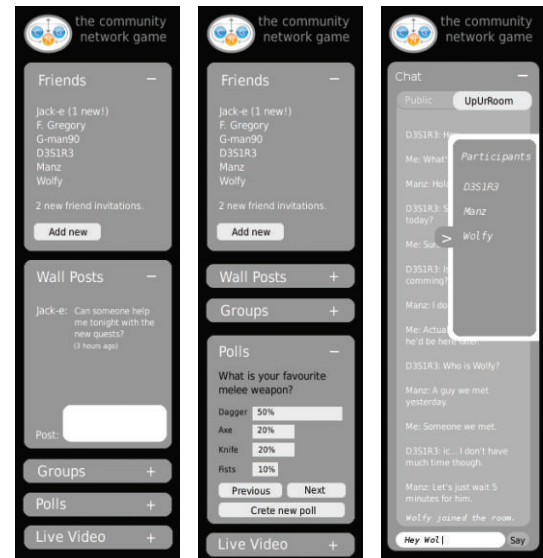 the community
network game
Friends
Jack-e (1 new!)
F. Gregory
G-man90
D3S1R3
Manz
Wolfy
2 new friend invitations.
Add new
Wall Posts
Jack-e: Can someone help
me tonight with the
new quests?
(3 hours ago)
Post:
Groups +
Polls +
Live Video +
the community
network game
Friends
Jack-e (1 new!)
F. Gregory
G-man90
D3S1R3
Manz
Wolfy
2 new friend invitations.
Add new
Wall Posts +
Groups +
Polls
What is your favourite
melee weapon?
Dagger 50%
Axe 20%
Knife 20%
Fists 10%
Previous Next
Crete new poll
Live Video +
the community
network game
Chat
Public UpUrRoom
D3S1R3:
Me: What'
Manz:
D3S1R3:
today?
Me:
D3S1R3:
comming?
Manz: I do
Me: Actua
he'd be here later.
Participants
D3S1R3
Manz
Wolfy
>
D3S1R3: Who is Wolfy?
Manz: A guy we met
yesterday.
Me: Someone we met.
D3S1R3: ic... I don't have
much time though.
Manz: Let's just wait 5
minutes for him.
Wolfy joined the room.
Hey Wol| Say